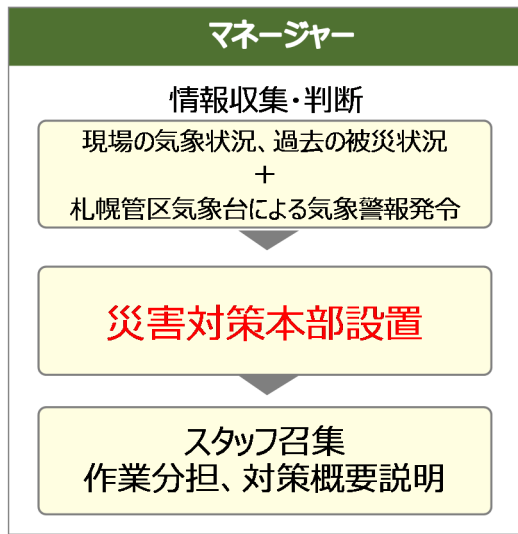 マネージャー
情報収集・判断
現場の気象状況、過去の被災状況
+
札幌管区気象台による気象警報発令
災害対策本部設置
スタッフ召集
作業分担、対策概要説明